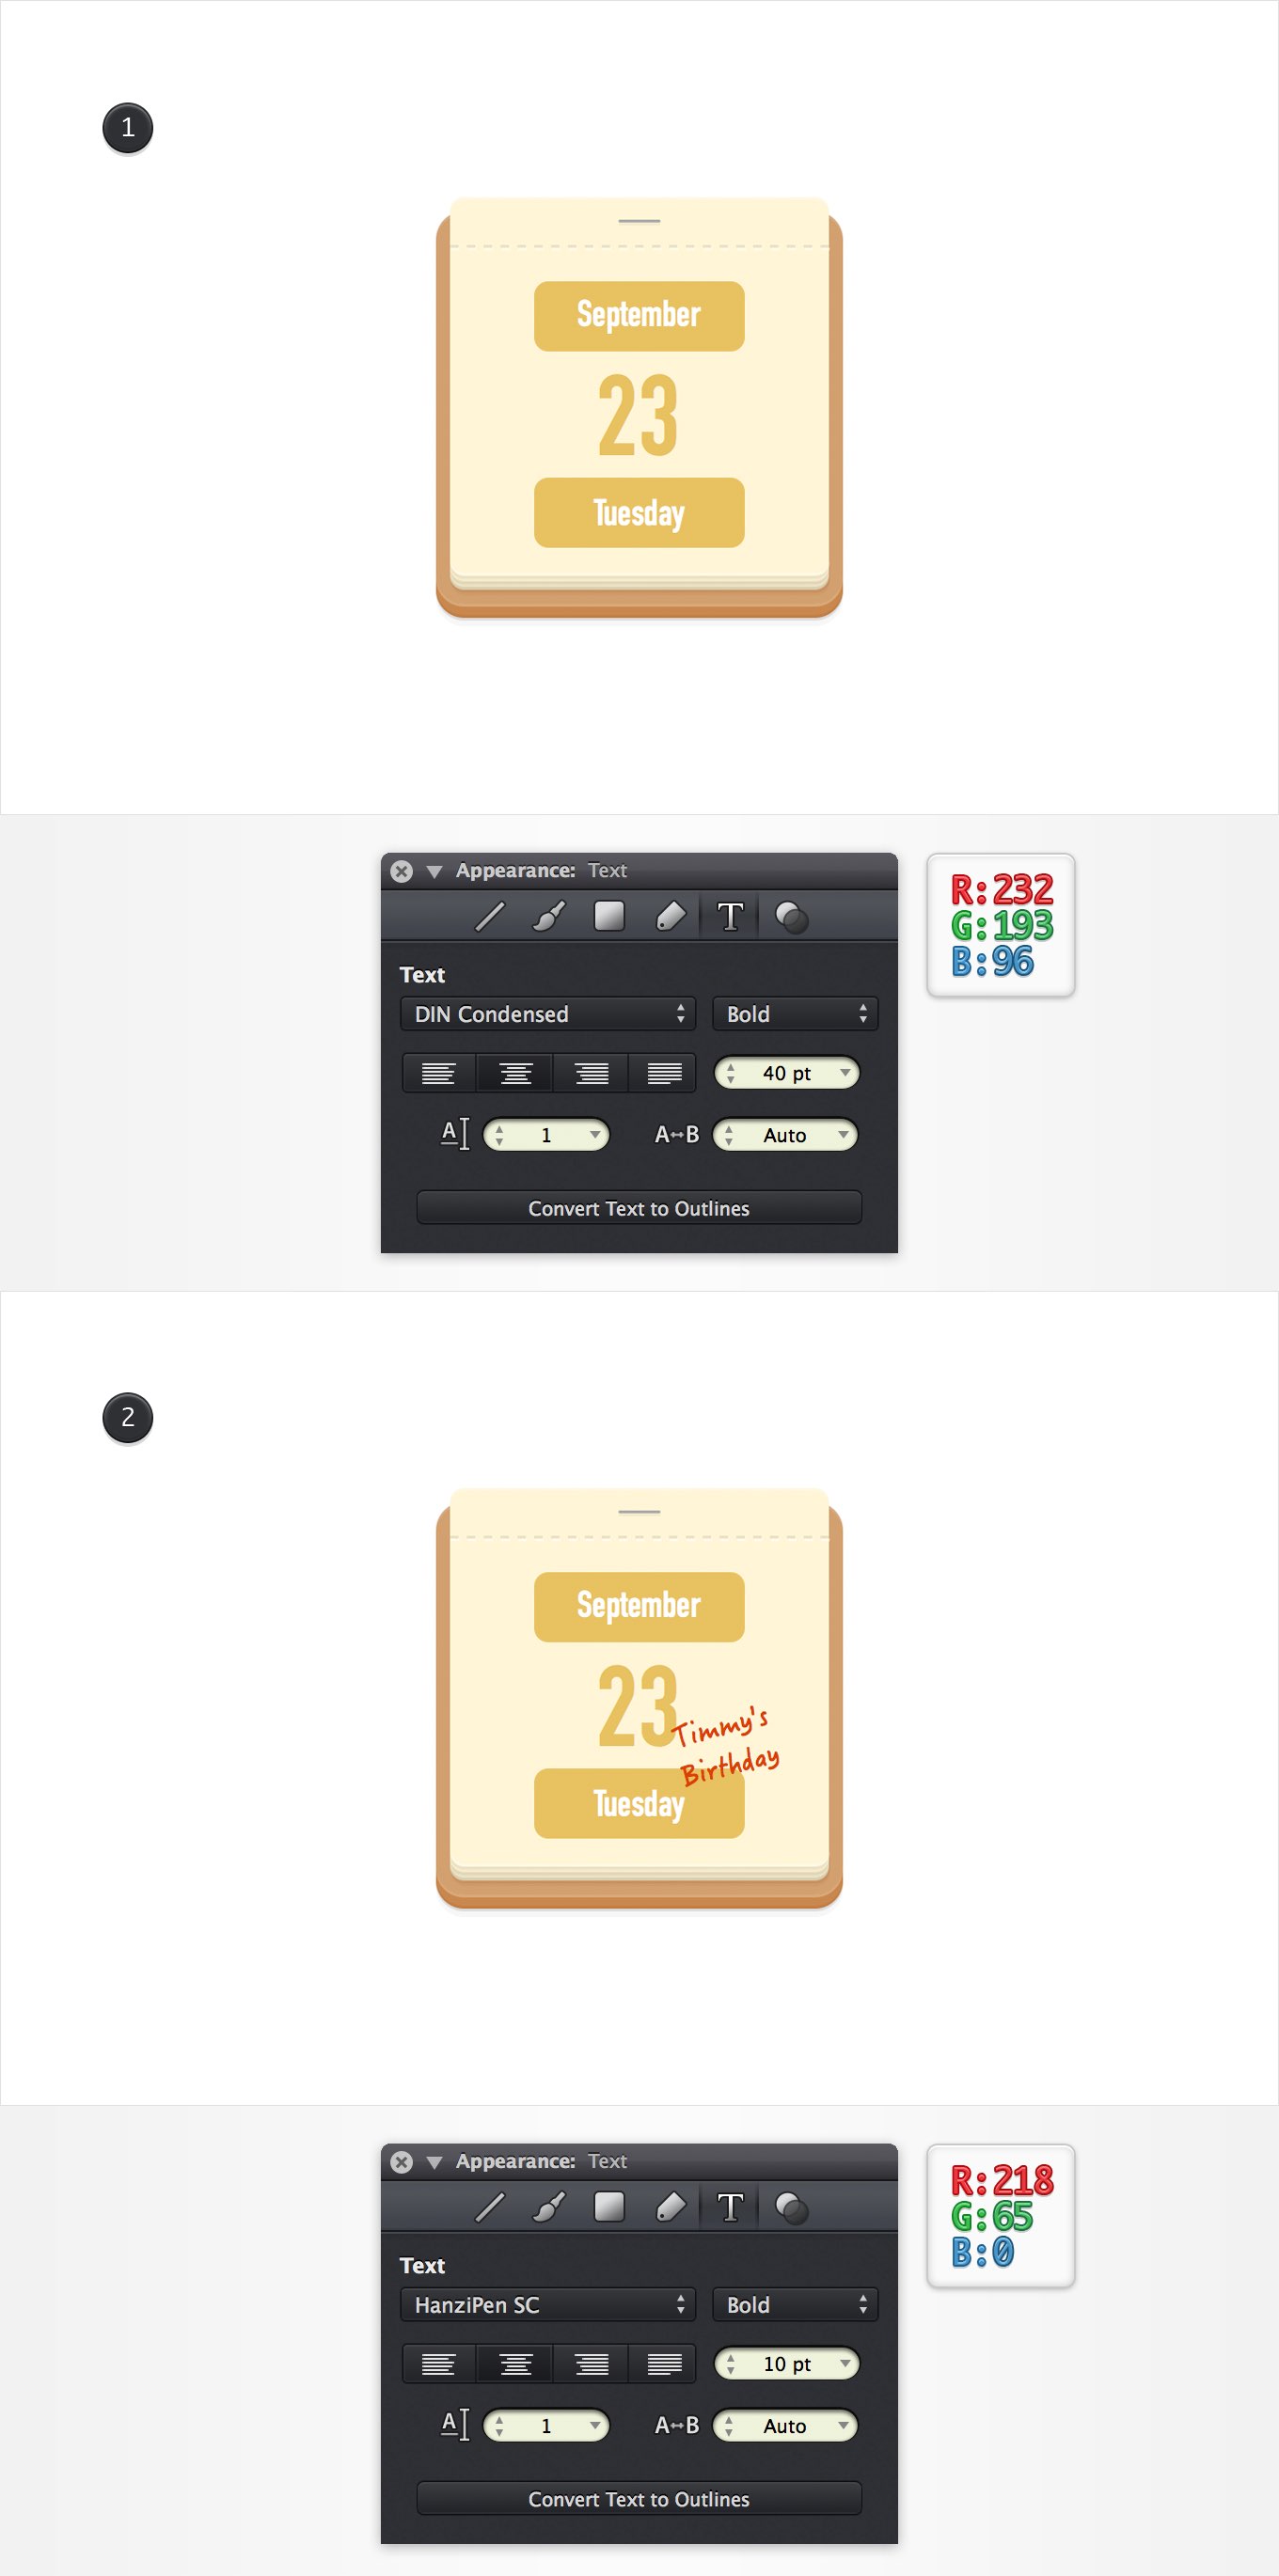 1
September
23
Tuesday
Appearance: Text
R:232
G:193
B:96
T
Text
DIN Condensed Bold
40 pt
A 1 A↔B Auto
Convert Text to Outlines
2
September
23
Timmy's
Birthday
Tuesday
Appearance: Text
R:218
G:65
B:0
T
Text
HanziPen SC Bold
10 pt
A 1 A↔B Auto
Convert Text to Outlines